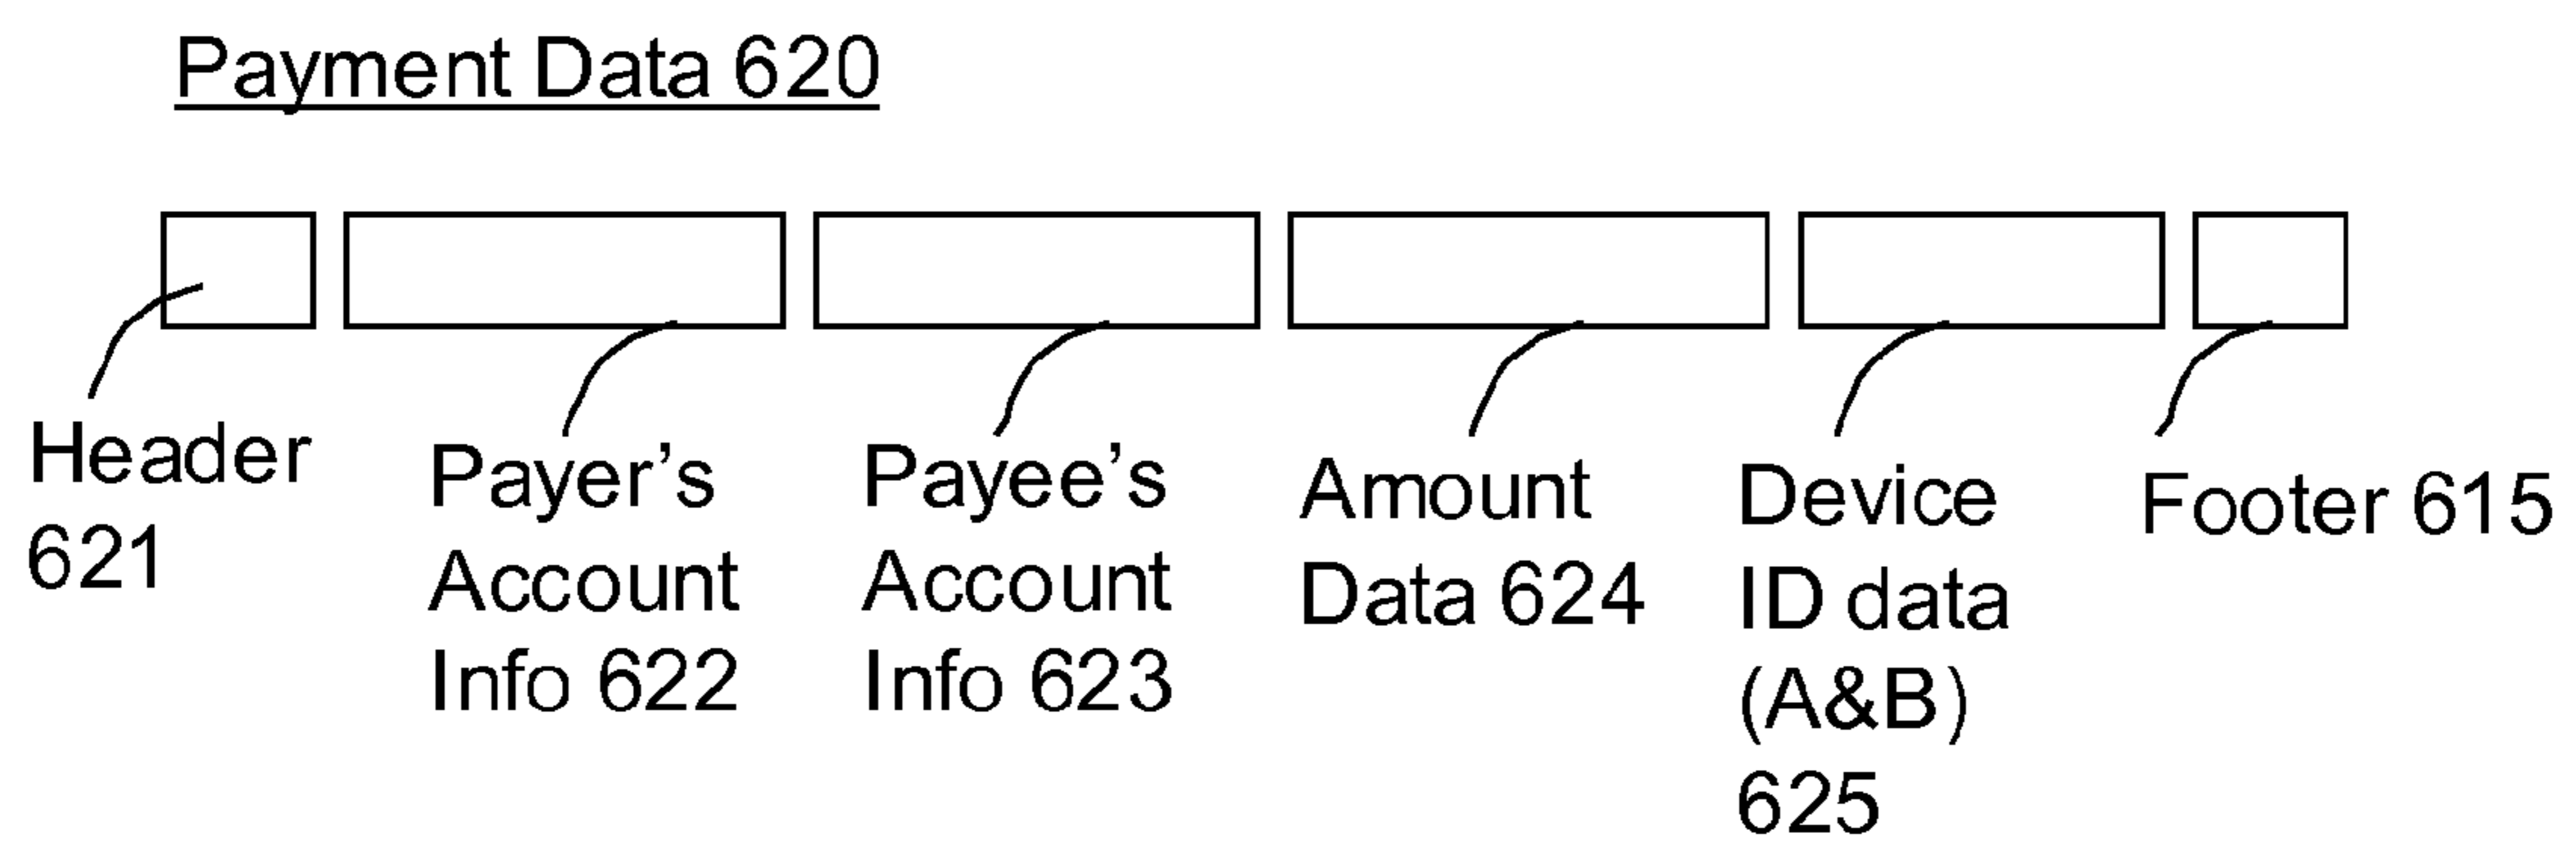 Payment Data 620
Header
621
Payer’s
Account
Info 622
Payee’s
Account
Info 623
Amount
Data 624
Device
ID data
(A&B)
625
Footer 615